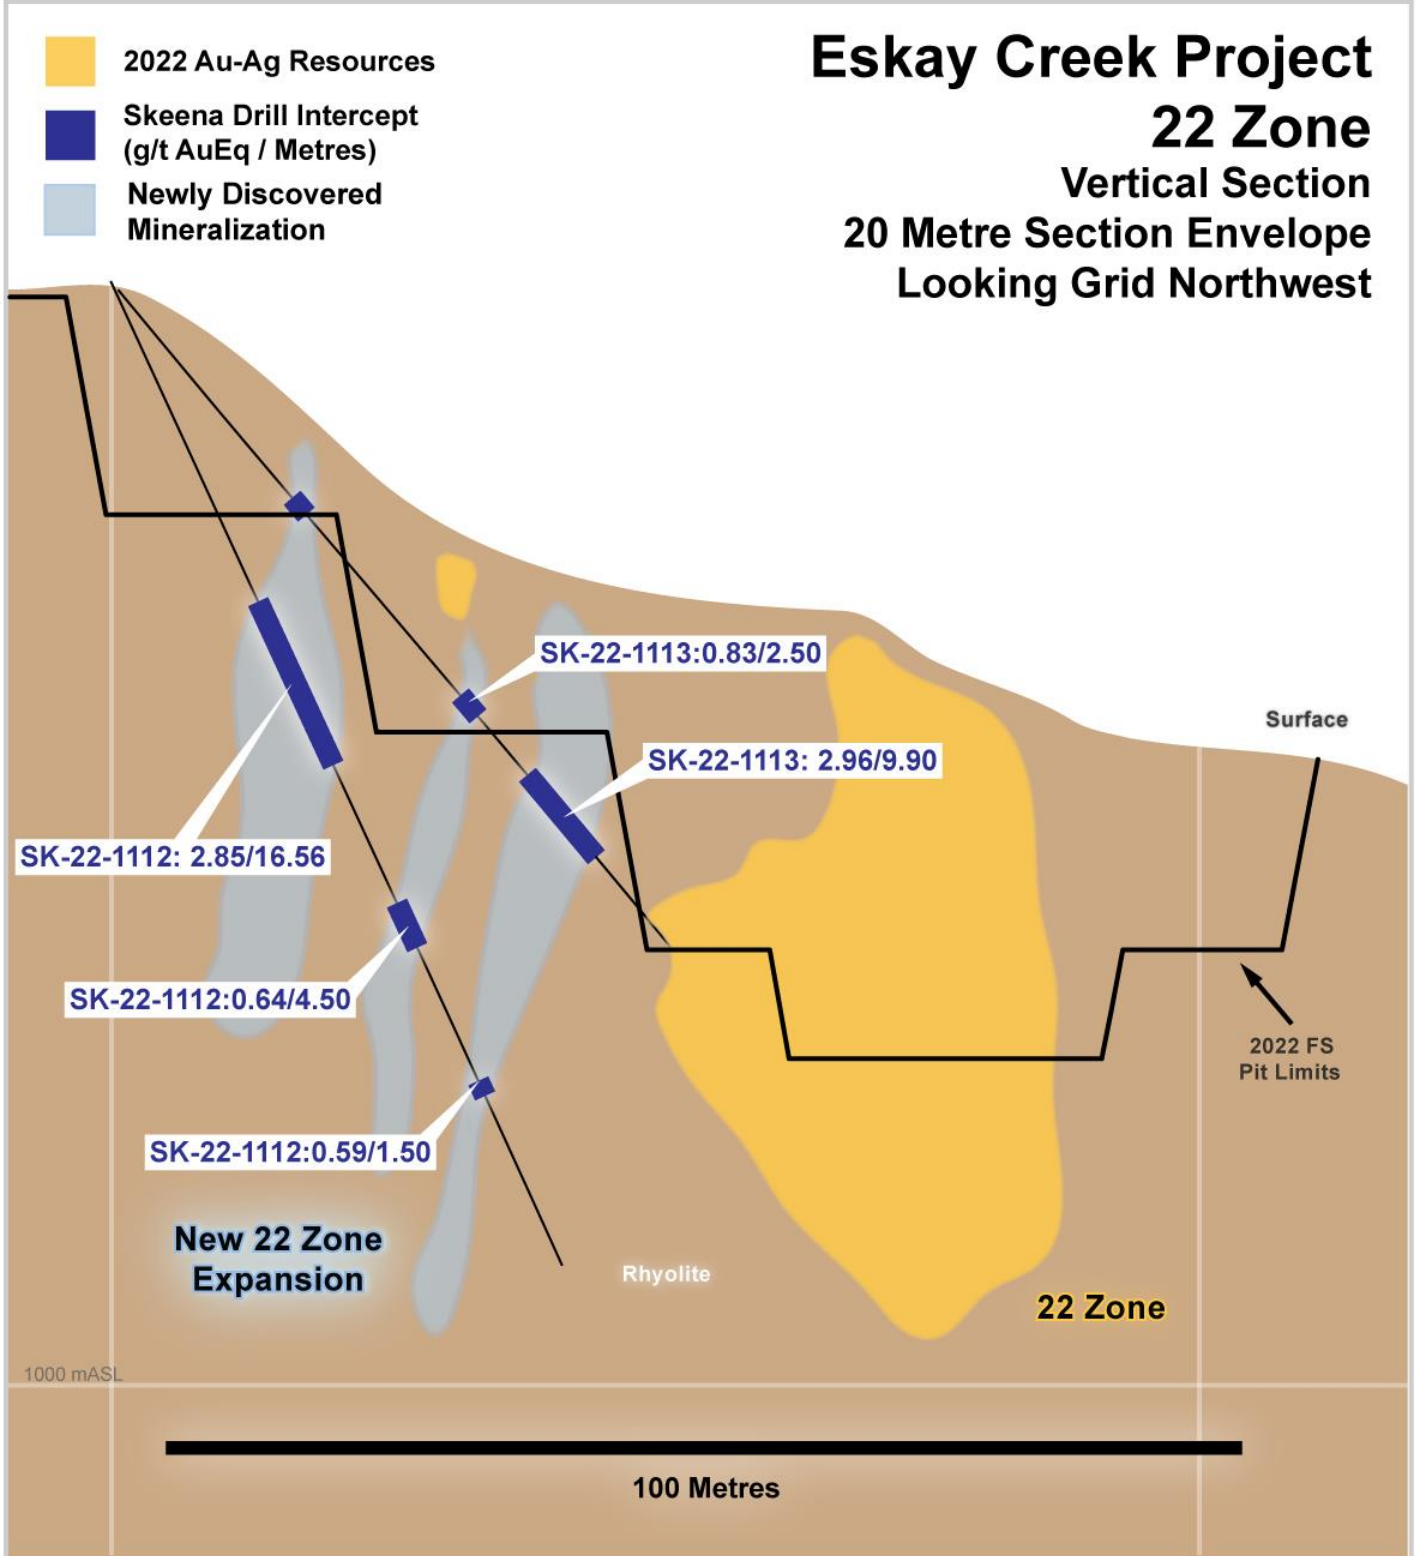 Eskay Creek Project
22 Zone
Vertical Section
20 Metre Section Envelope
Looking Grid Northwest
2022 Au-Ag Resources
Skeena Drill Intercept
(g/t AuEq / Metres)
Newly Discovered
Mineralization
SK-22-1113:0.83/2.50
Surface
SK-22-1113: 2.96/9.90
SK-22-1112: 2.85/16.56
SK-22-1112:0.64/4.50
2022 FS
Pit Limits
SK-22-1112:0.59/1.50
New 22 Zone
Expansion
Rhyolite
22 Zone
1000 mASL
100 Metres